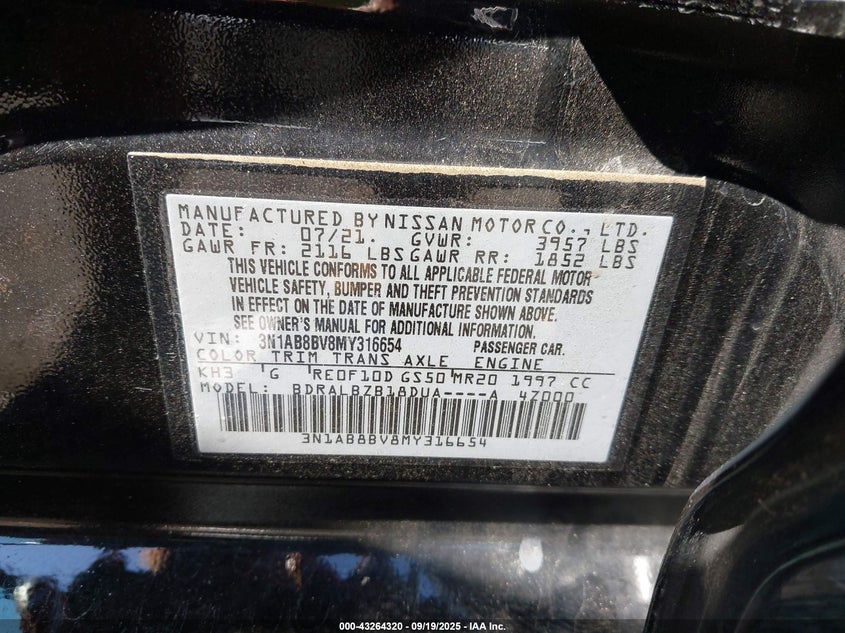 MANUFACTURED BY NISSAN MOTOR CO., LTD.
DATE: 07/21. GVWR: 3957 LBS
GAWR FR: 2116 LBS GAWR RR: 1852 LBS
THIS VEHICLE CONFORMS TO ALL APPLICABLE FEDERAL MOTOR
VEHICLE SAFETY, BUMPER AND THEFT PREVENTION STANDARDS
IN EFFECT ON THE DATE OF MANUFACTURE SHOWN ABOVE.
SEE OWNER'S MANUAL FOR ADDITIONAL INFORMATION.
VIN: 3N1AB8BV8MY316654 PASSENGER CAR.
COLOR TRIM TRANS AXLE ENGINE
KH3 G RE0F10D GS50 MR20 1997 CC
MODEL: BDRALBZB18DUA----A 47000
3N1AB8BV8MY316654
000-43264320 - 09/19/2025 - IAA Inc.